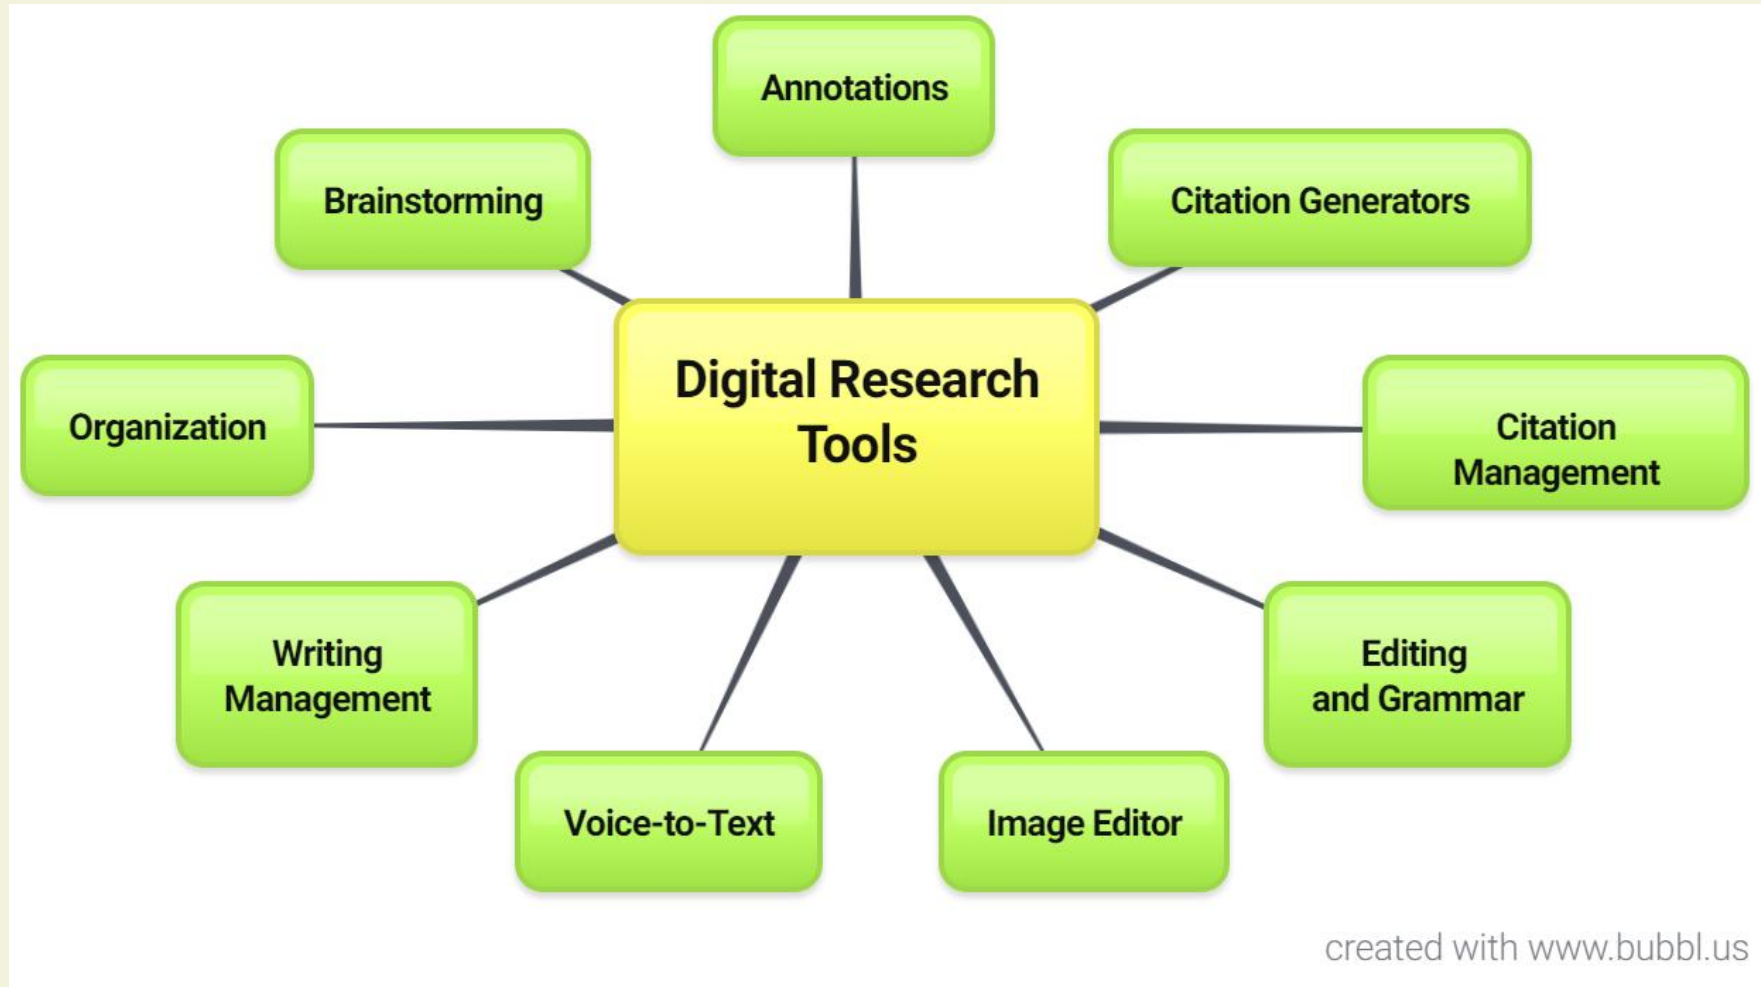 Annotations
Brainstorming
Citation Generators
Digital Research
Tools
Organization
Citation
Management
Writing
Management
Editing
and Grammar
Voice-to-Text
Image Editor
created with www.bubbl.us